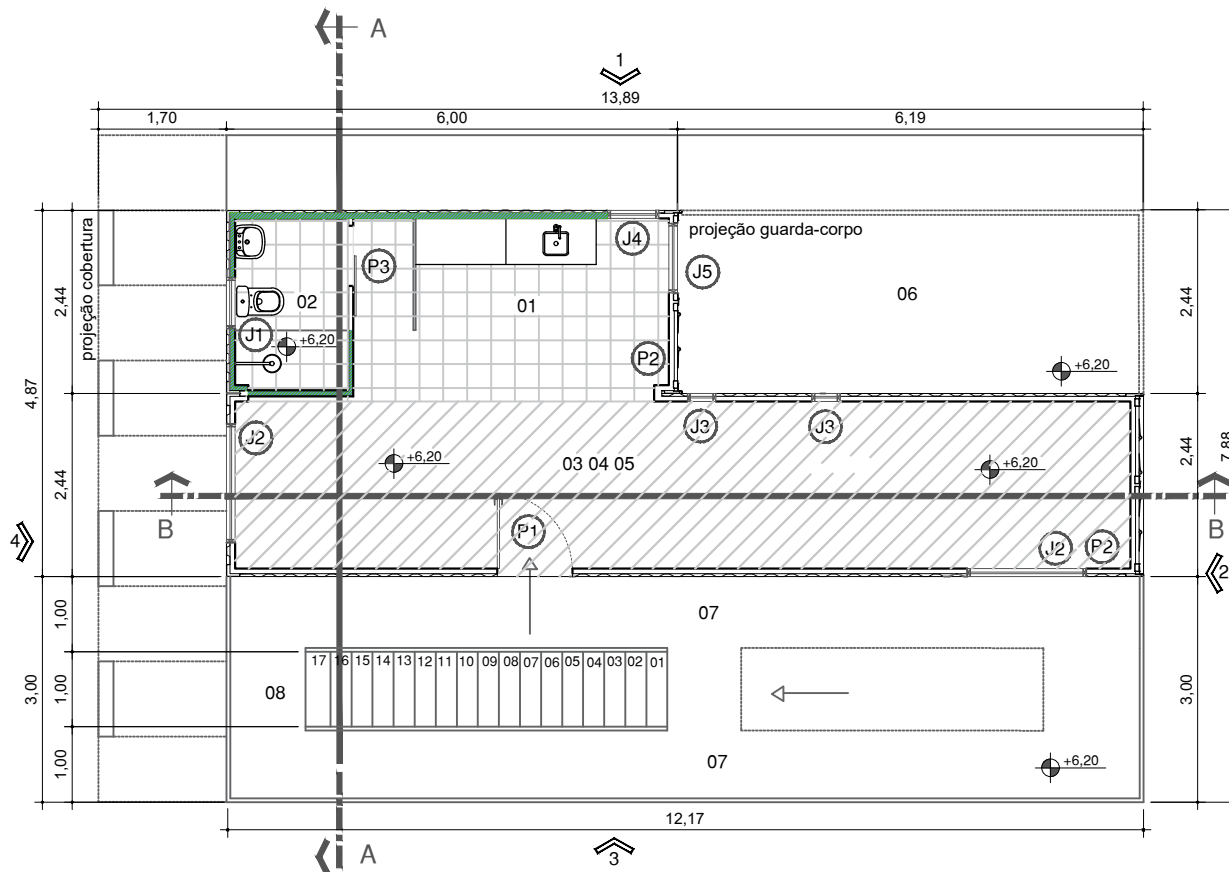 A
1
13,89
1,70
6,00
6,19
projeção cobertura
projeção guarda-corpo
J4
J5
P3
02
01
06
2,44
2,44
J1
+6,20
P2
+6,20
4,87
J2
J3
J3
03 04 05
+6,20
+6,20
2,44
2,44
7,88
B
B
P1
J2
P2
4
2
07
1,00
17
16
15
14
13
12
11
10
09
08
07
06
05
04
03
02
01
08
3,00
1,00
3,00
07
+6,20
1,00
12,17
A
3